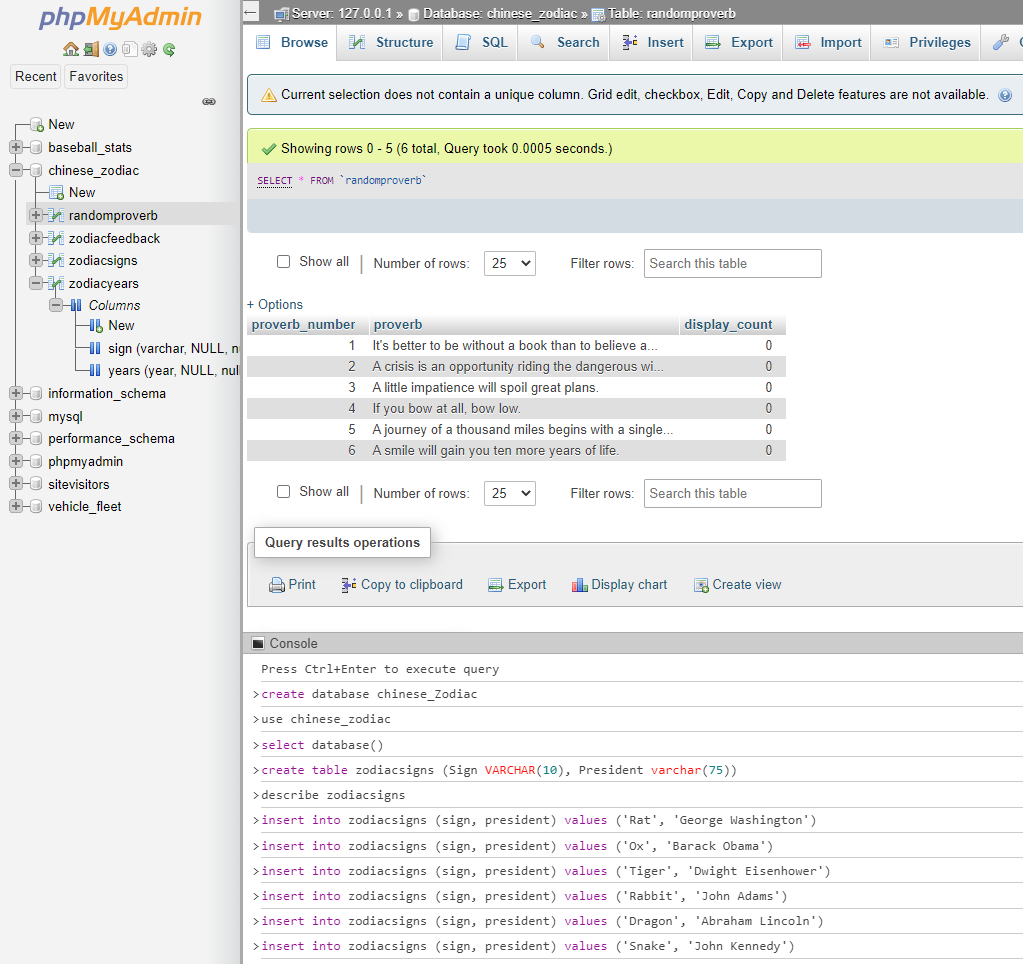 phpMyAdmin
Recent Favorites
New
baseball_stats
chinese_zodiac
New
randomproverb
zodiacfeedback
zodiacsigns
zodiacyears
Columns
New
sign (varchar, NULL, n
years (year, NULL, null
information_schema
mysql
performance_schema
phpmyadmin
sitevisitors
vehicle_fleet
Server: 127.0.0.1 » Database: chinese_zodiac » Table: randomproverb
Browse Structure SQL Search Insert Export Import Privileges
Current selection does not contain a unique column. Grid edit, checkbox, Edit, Copy and Delete features are not available.
Showing rows 0 - 5 (6 total, Query took 0.0005 seconds.)
SELECT * FROM `randomproverb`
Show all Number of rows: 25 Filter rows: Search this table
+ Options
proverb_number proverb display_count
1 It's better to be without a book than to believe a... 0
2 A crisis is an opportunity riding the dangerous wi... 0
3 A little impatience will spoil great plans. 0
4 If you bow at all, bow low. 0
5 A journey of a thousand miles begins with a single... 0
6 A smile will gain you ten more years of life. 0
Show all Number of rows: 25 Filter rows: Search this table
Query results operations
Print Copy to clipboard Export Display chart Create view
Console
Press Ctrl+Enter to execute query
>create database chinese_Zodiac
>use chinese_zodiac
>select database()
>create table zodiacsigns (Sign VARCHAR(10), President varchar(75))
>describe zodiacsigns
>insert into zodiacsigns (sign, president) values ('Rat', 'George Washington')
>insert into zodiacsigns (sign, president) values ('Ox', 'Barack Obama')
>insert into zodiacsigns (sign, president) values ('Tiger', 'Dwight Eisenhower')
>insert into zodiacsigns (sign, president) values ('Rabbit', 'John Adams')
>insert into zodiacsigns (sign, president) values ('Dragon', 'Abraham Lincoln')
>insert into zodiacsigns (sign, president) values ('Snake', 'John Kennedy')